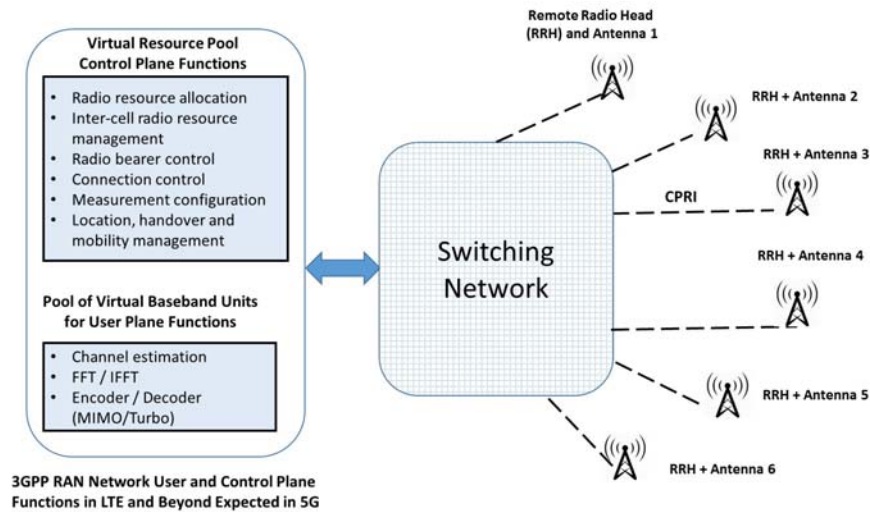 Virtual Resource Pool
Control Plane Functions
• Radio resource allocation
• Inter-cell radio resource
management
• Radio bearer control
• Connection control
• Measurement configuration
• Location, handover and
mobility management
Pool of Virtual Baseband Units
for User Plane Functions
• Channel estimation
• FFT / IFFT
• Encoder / Decoder
(MIMO/Turbo)
3GPP RAN Network User and Control Plane
Functions in LTE and Beyond Expected in 5G
Switching
Network
Remote Radio Head
(RRH) and Antenna 1
RRH + Antenna 2
RRH + Antenna 3
CPRI
RRH + Antenna 4
RRH + Antenna 5
RRH + Antenna 6